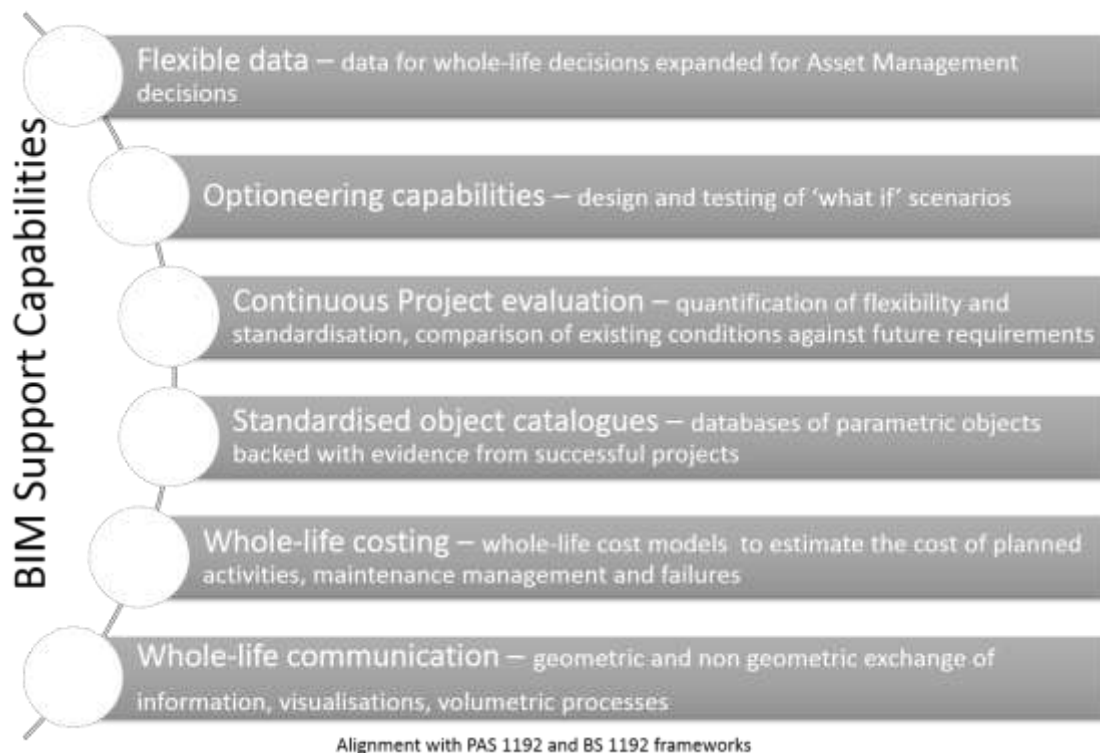 BIM Support Capabilities
Flexible data – data for whole-life decisions expanded for Asset Management
decisions
Optioneering capabilities – design and testing of ‘what if’ scenarios
Continuous Project evaluation – quantification of flexibility and
standardisation, comparison of existing conditions against future requirements
Standardised object catalogues – databases of parametric objects
backed with evidence from successful projects
Whole-life costing – whole-life cost models to estimate the cost of planned
activities, maintenance management and failures
Whole-life communication – geometric and non geometric exchange of
information, visualisations, volumetric processes
Alignment with PAS 1192 and BS 1192 frameworks